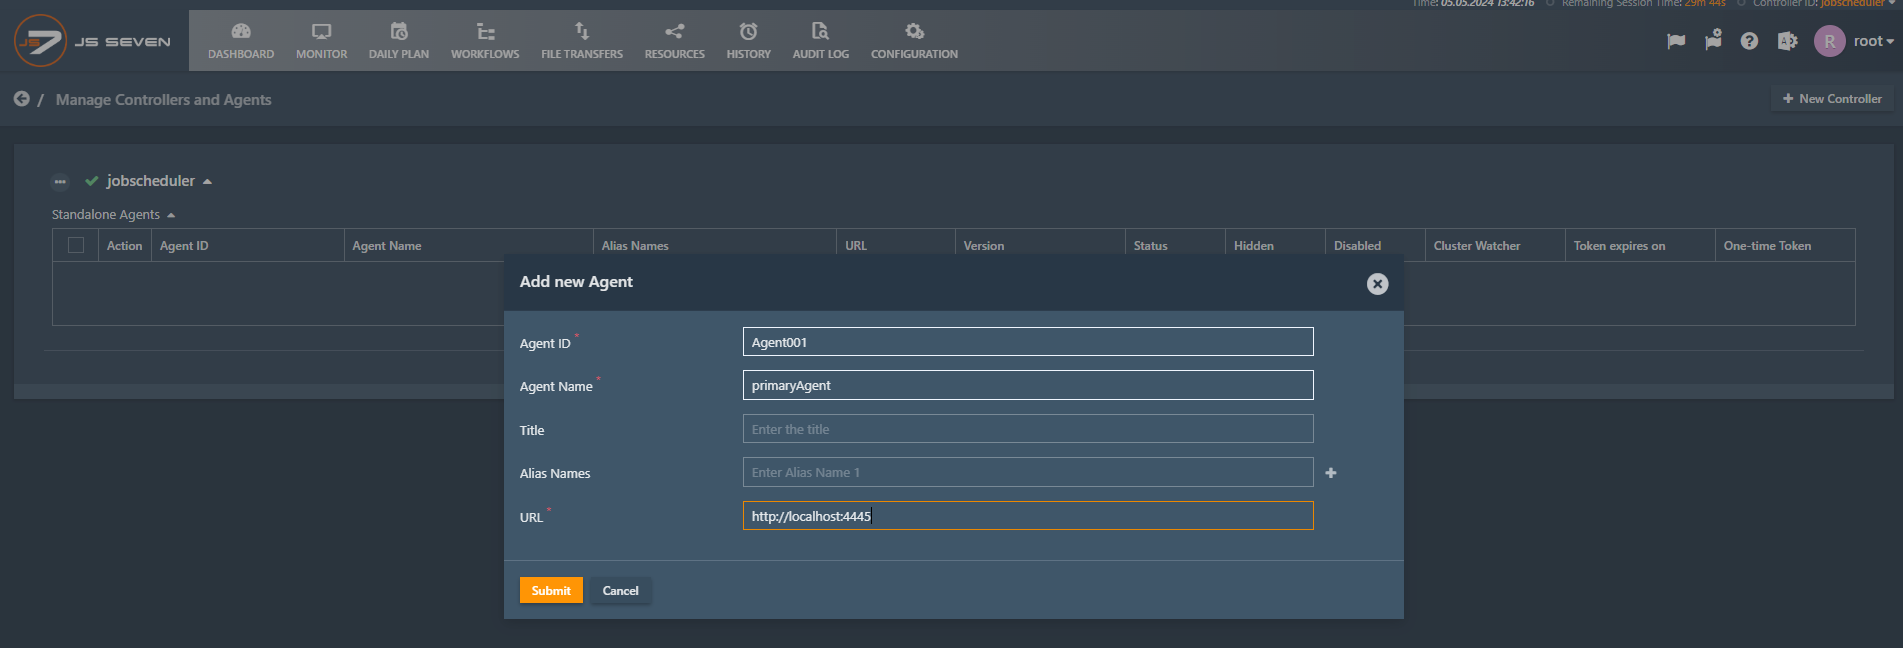 Time: 05.05.2024 13:42:16 Remaining Session Time: 29m 44s Controller ID: jobscheduler
JS7 JS SEVEN
DASHBOARD MONITOR DAILY PLAN WORKFLOWS FILE TRANSFERS RESOURCES HISTORY AUDIT LOG CONFIGURATION
R root
/ Manage Controllers and Agents
+ New Controller
jobscheduler
Standalone Agents
Action Agent ID Agent Name Alias Names URL Version Status Hidden Disabled Cluster Watcher Token expires on One-time Token
Add new Agent
Agent ID * Agent001
Agent Name * primaryAgent
Title Enter the title
Alias Names Enter Alias Name 1
URL * http://localhost:4445
Submit Cancel